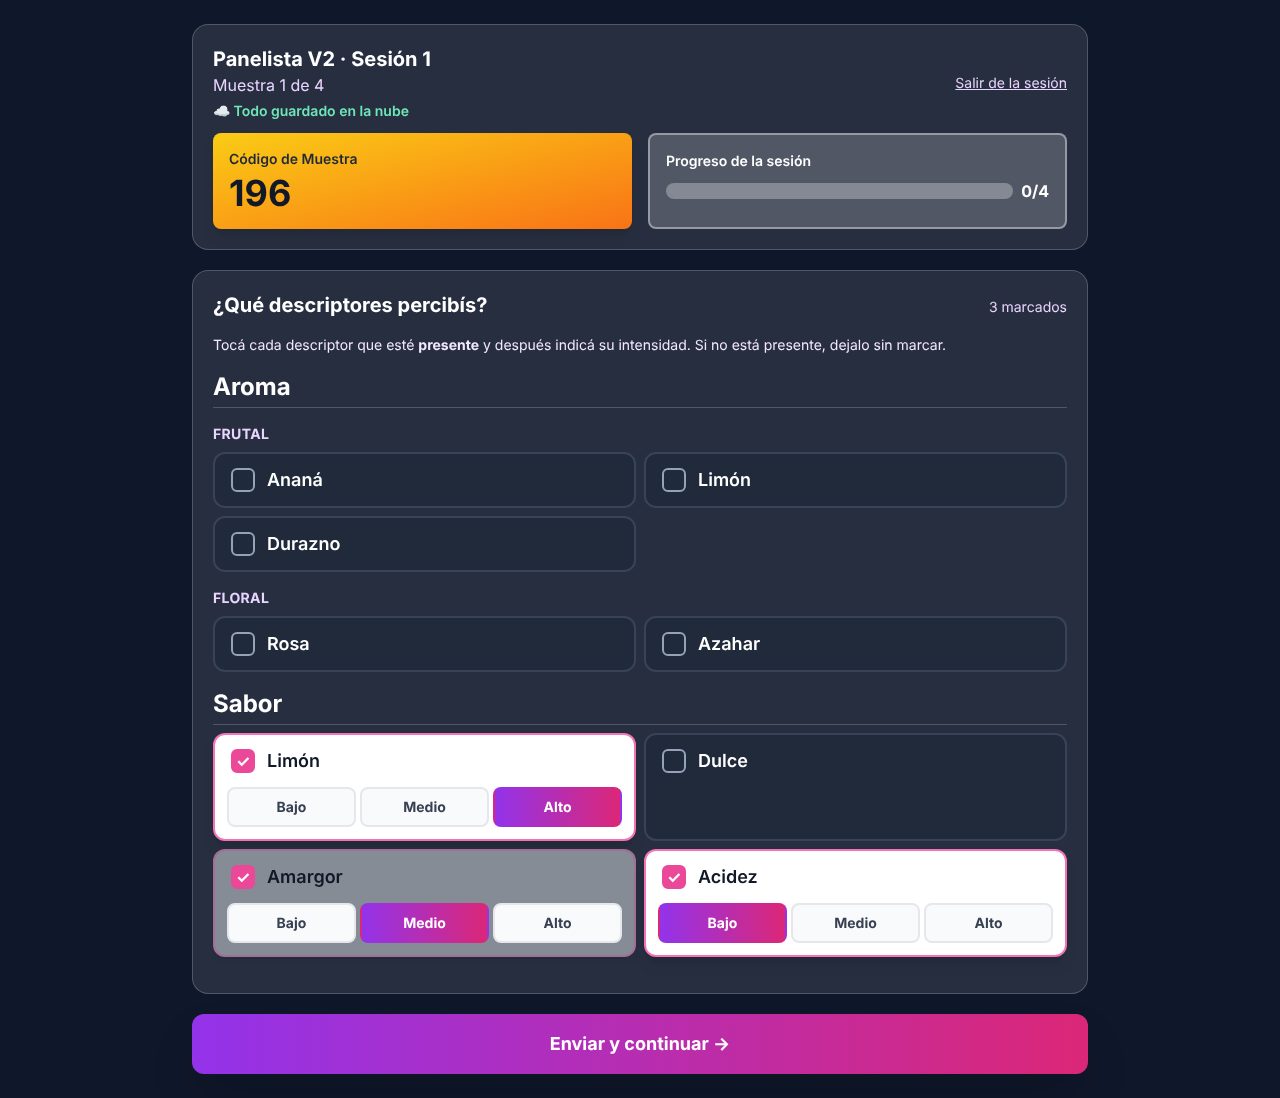 Panelista V2 · Sesión 1
Muestra 1 de 4
Salir de la sesión
☁️ Todo guardado en la nube
Código de Muestra
196
Progreso de la sesión
0/4
¿Qué descriptores percibís?
3 marcados
Tocá cada descriptor que esté presente y después indicá su intensidad. Si no está presente, dejalo sin marcar.
Aroma
FRUTAL
Ananá
Limón
Durazno
FLORAL
Rosa
Azahar
Sabor
Limón
Bajo Medio Alto
Dulce
Amargor
Bajo Medio Alto
Acidez
Bajo Medio Alto
Enviar y continuar →